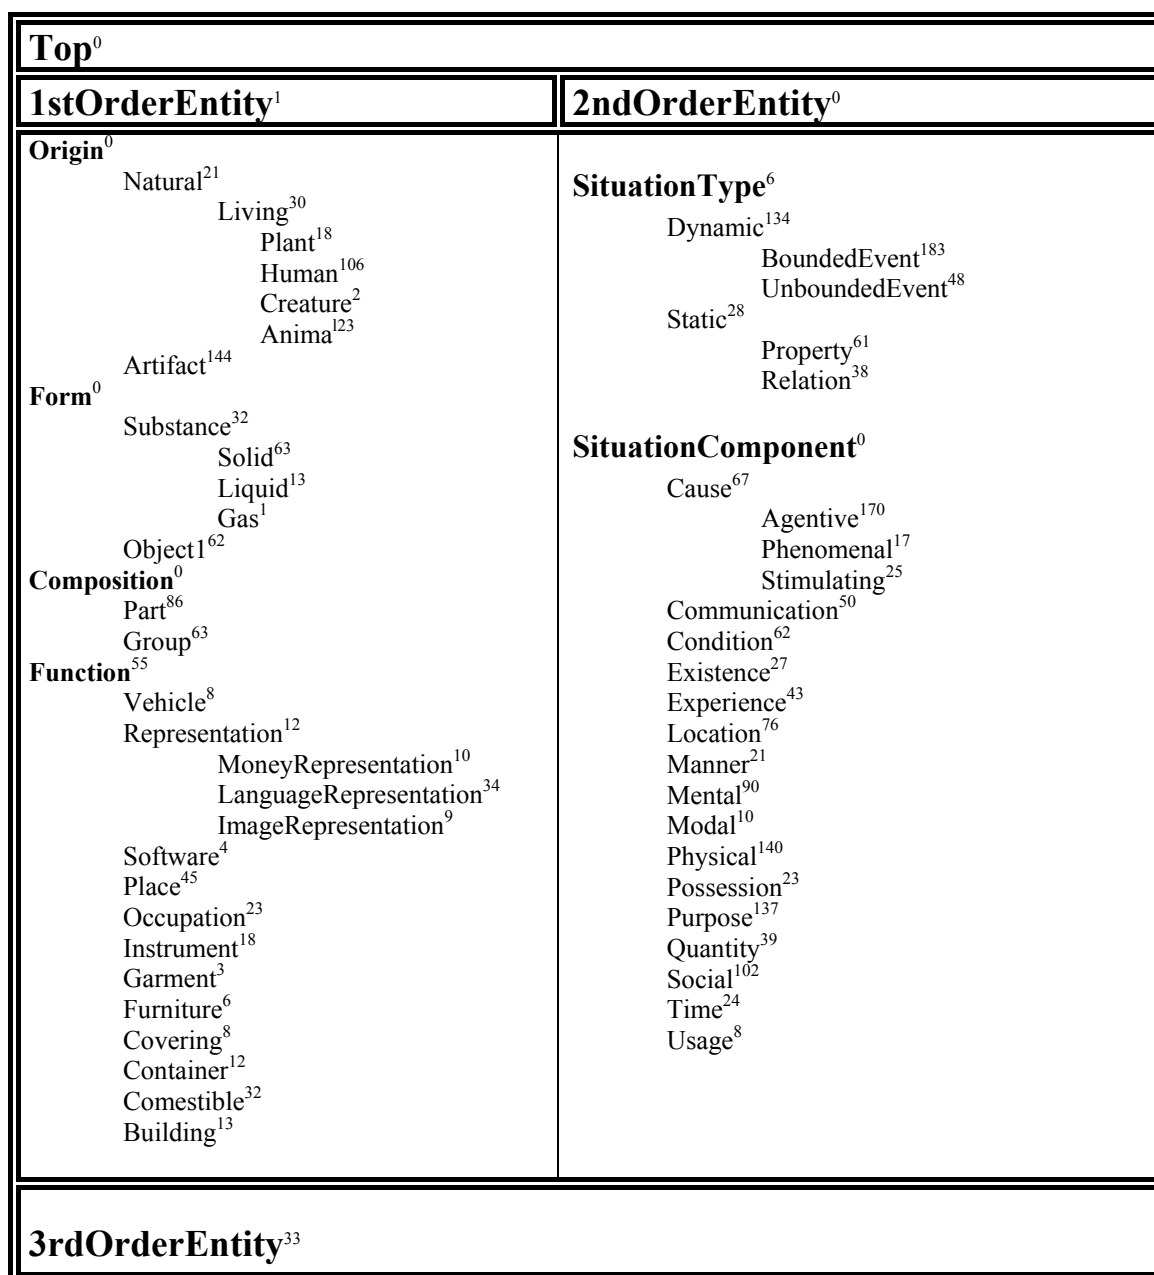 Top0
1stOrderEntity1
2ndOrderEntity0
Origin0
Natural21
Living30
Plant18
Human106
Creature2
Animal23
Artifact144
Form0
Substance32
Solid63
Liquid13
Gas1
Object162
Composition0
Part86
Group63
Function55
Vehicle8
Representation12
MoneyRepresentation10
LanguageRepresentation34
ImageRepresentation9
Software4
Place45
Occupation23
Instrument18
Garment3
Furniture6
Covering8
Container12
Comestible32
Building13
SituationType6
Dynamic134
BoundedEvent183
UnboundedEvent48
Static28
Property61
Relation38
SituationComponent0
Cause67
Agentive170
Phenomenal17
Stimulating25
Communication50
Condition62
Existence27
Experience43
Location76
Manner21
Mental90
Modal10
Physical140
Possession23
Purpose137
Quantity39
Social102
Time24
Usage8
3rdOrderEntity33